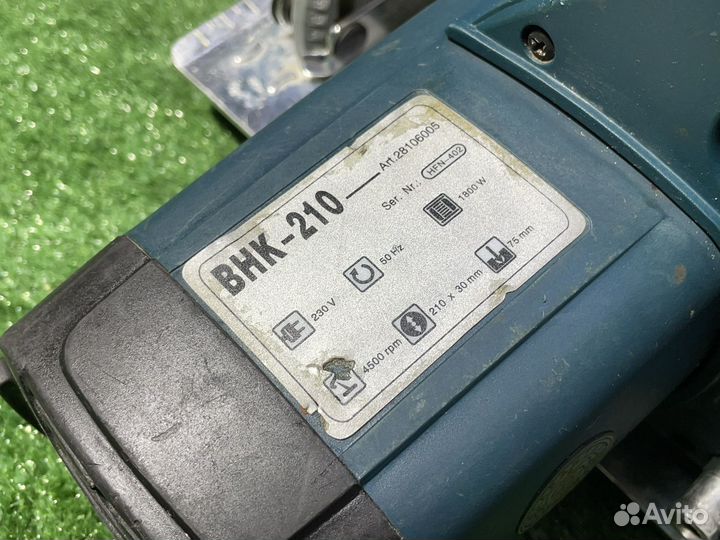 BHK-210
Art.28106005
Ser. Nr.: HFN-402
230 V
50 Hz
1800 W
4500 rpm
210 x 30 mm
75 mm
Avito